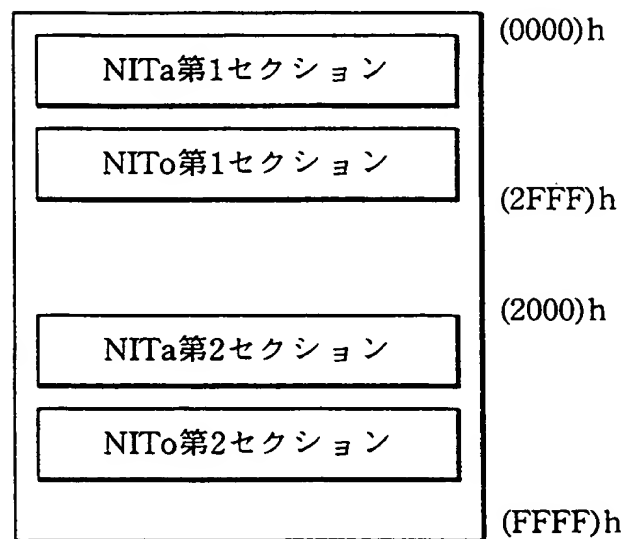 (0000)h
NITa第1セクション
NITo第1セクション
(2FFF)h
(2000)h
NITa第2セクション
NITo第2セクション
(FFFF)h